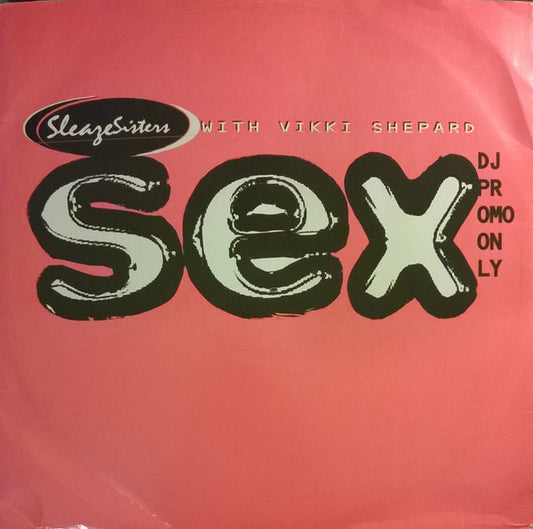 SleazeSisters
WITH VIKKI SHEPARD
sex
DJ
PR
OMO
ON
LY